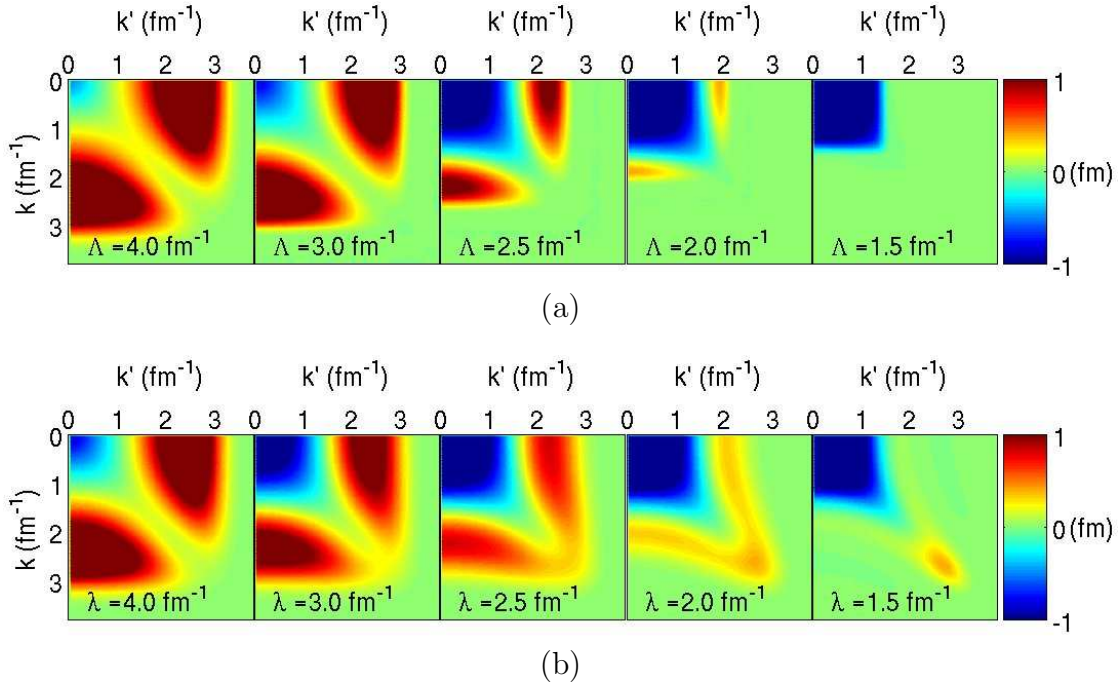 k' (fm⁻¹) k' (fm⁻¹) k' (fm⁻¹) k' (fm⁻¹) k' (fm⁻¹)
0 1 2 3 0 1 2 3 0 1 2 3 0 1 2 3 0 1 2 3
k (fm⁻¹)
0
1
2
3
Λ =4.0 fm⁻¹ Λ =3.0 fm⁻¹ Λ =2.5 fm⁻¹ Λ =2.0 fm⁻¹ Λ =1.5 fm⁻¹
1
0 (fm)
-1
(a)
k' (fm⁻¹) k' (fm⁻¹) k' (fm⁻¹) k' (fm⁻¹) k' (fm⁻¹)
0 1 2 3 0 1 2 3 0 1 2 3 0 1 2 3 0 1 2 3
k (fm⁻¹)
0
1
2
3
λ =4.0 fm⁻¹ λ =3.0 fm⁻¹ λ =2.5 fm⁻¹ λ =2.0 fm⁻¹ λ =1.5 fm⁻¹
1
0 (fm)
-1
(b)